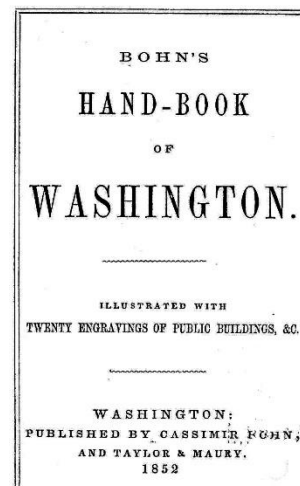 BOHN'S
HAND-BOOK
OF
WASHINGTON.
ILLUSTRATED WITH
TWENTY ENGRAVINGS OF PUBLIC BUILDINGS, &C.
WASHINGTON:
PUBLISHED BY CASSIMIR BOHN,
AND TAYLOR & MAURY.
1852